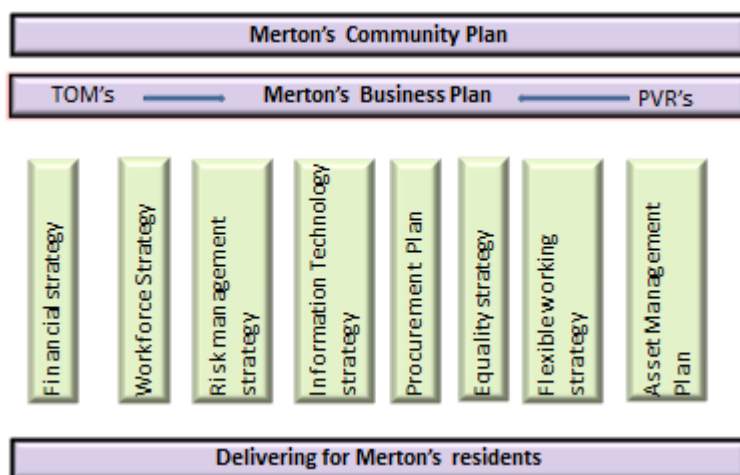 Merton's Community Plan
TOM's Merton's Business Plan PVR's
Financial strategy
Workforce Strategy
Risk management
strategy
Information Technology
strategy
Procurement Plan
Equality strategy
Flexible working
strategy
Asset Management
Plan
Delivering for Merton's residents